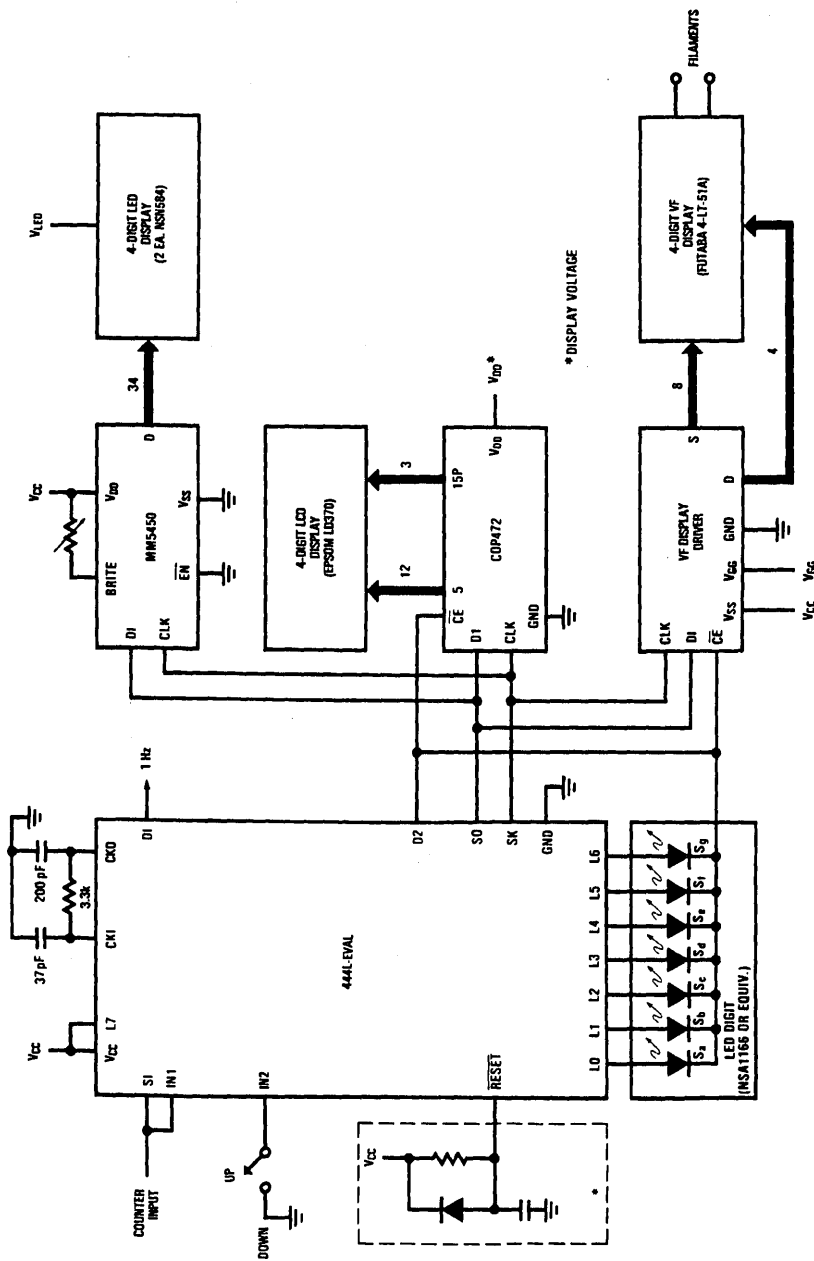 COUNTER
INPUT
UP
DOWN
VCC
*
SI
IN1
IN2
RESET
VCC
VCC
L7
37 pF
200 pF
3.3k
CKI
CKO
444L-EVAL
DI
1 Hz
D2
SO
SK
GND
L0
L1
L2
L3
L4
L5
L6
Sa
Sb
Sc
Sd
Se
Sf
Sg
LED DIGIT
(NSA1166 OR EQUIV.)
VCC
BRITE
VDD
DI
CLK
MM5450
EN
VSS
D
34
VLED
4-DIGIT LED
DISPLAY
(2 EA. NSN584)
4-DIGIT LCD
DISPLAY
(EPSOM LD370)
12
3
CE
S
15P
DI
CLK
COP472
VDD
GND
VDD*
* DISPLAY VOLTAGE
CLK
DI
CE
VF DISPLAY
DRIVER
S
VSS
VGG
GND
D
VCC
VGG
8
4
4-DIGIT VF
DISPLAY
(FUTABA 4-LT-51A)
FILAMENTS